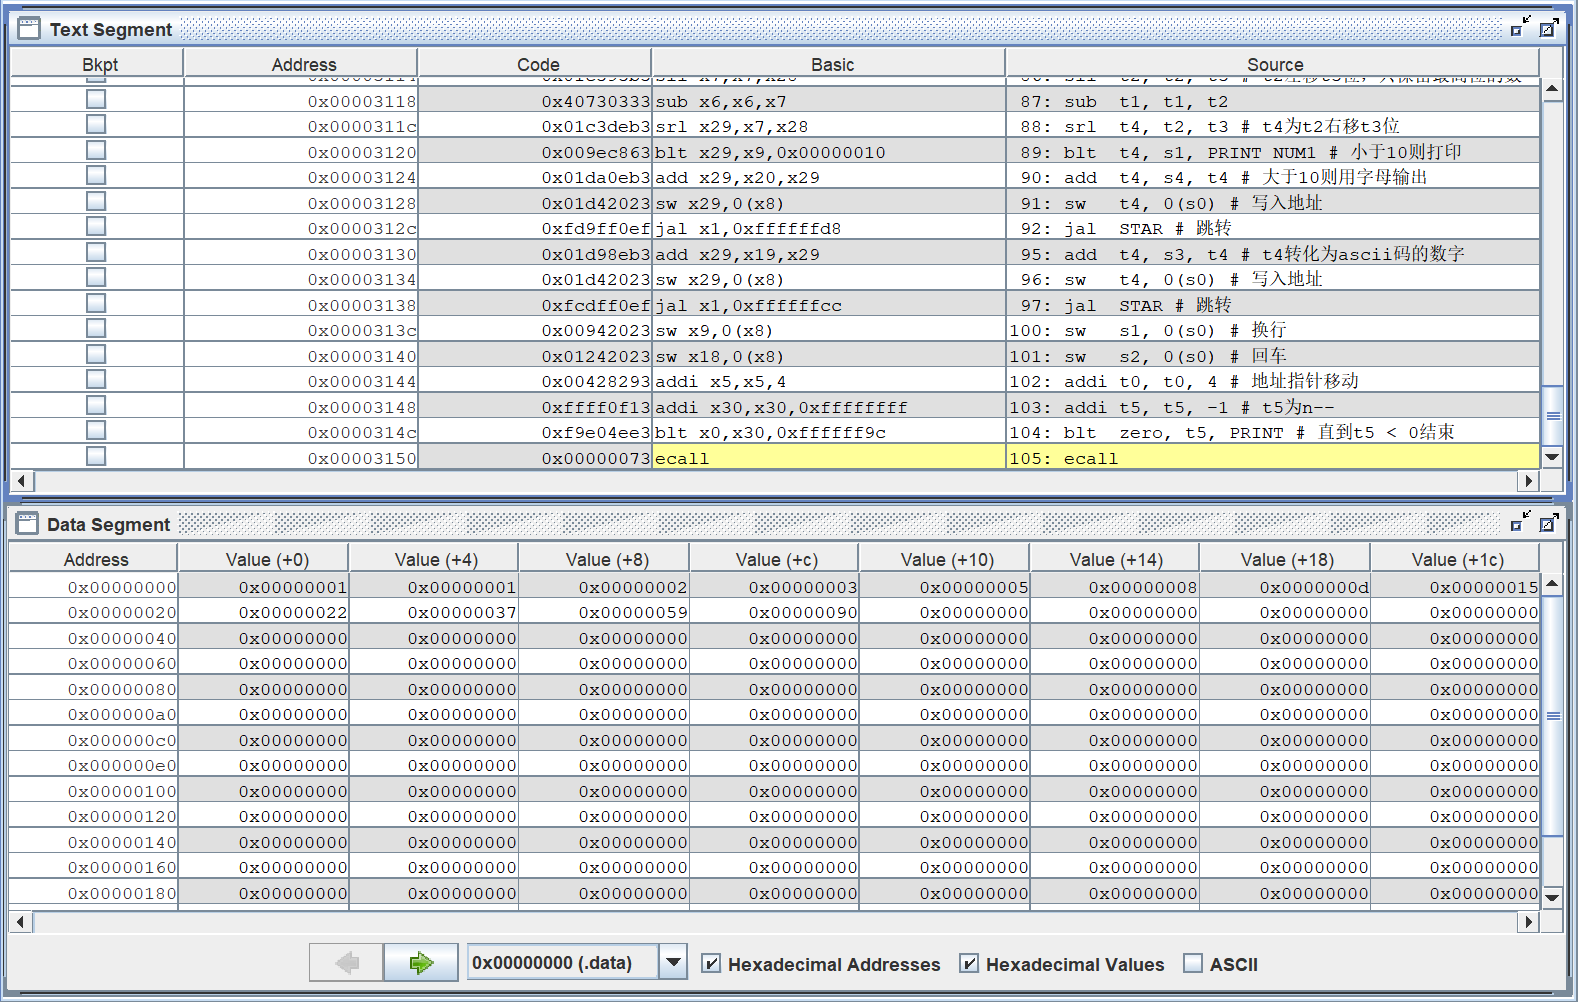 Text Segment
Bkpt Address Code Basic Source
0x00003118 0x40730333 sub x6,x6,x7 87: sub t1, t1, t2
0x0000311c 0x01c3deb3 srl x29,x7,x28 88: srl t4, t2, t3 # t4为t2右移t3位
0x00003120 0x009ec863 blt x29,x9,0x00000010 89: blt t4, s1, PRINT_NUM1 # 小于10则打印
0x00003124 0x01da0eb3 add x29,x20,x29 90: add t4, s4, t4 # 大于10则用字母输出
0x00003128 0x01d42023 sw x29,0(x8) 91: sw t4, 0(s0) # 写入地址
0x0000312c 0xfd9ff0ef jal x1,0xffffffd8 92: jal STAR # 跳转
0x00003130 0x01d98eb3 add x29,x19,x29 95: add t4, s3, t4 # t4转化为ascii码的数字
0x00003134 0x01d42023 sw x29,0(x8) 96: sw t4, 0(s0) # 写入地址
0x00003138 0xfcdff0ef jal x1,0xffffffcc 97: jal STAR # 跳转
0x0000313c 0x00942023 sw x9,0(x8) 100: sw s1, 0(s0) # 换行
0x00003140 0x01242023 sw x18,0(x8) 101: sw s2, 0(s0) # 回车
0x00003144 0x00428293 addi x5,x5,4 102: addi t0, t0, 4 # 地址指针移动
0x00003148 0xffff0f13 addi x30,x30,0xffffffff 103: addi t5, t5, -1 # t5为n--
0x0000314c 0xf9e04ee3 blt x0,x30,0xffffff9c 104: blt zero, t5, PRINT # 直到t5 < 0结束
0x00003150 0x00000073 ecall 105: ecall
Data Segment
Address Value (+0) Value (+4) Value (+8) Value (+c) Value (+10) Value (+14) Value (+18) Value (+1c)
0x00000000 0x00000001 0x00000001 0x00000002 0x00000003 0x00000005 0x00000008 0x0000000d 0x00000015
0x00000020 0x00000022 0x00000037 0x00000059 0x00000090 0x00000000 0x00000000 0x00000000 0x00000000
0x00000040 0x00000000 0x00000000 0x00000000 0x00000000 0x00000000 0x00000000 0x00000000 0x00000000
0x00000060 0x00000000 0x00000000 0x00000000 0x00000000 0x00000000 0x00000000 0x00000000 0x00000000
0x00000080 0x00000000 0x00000000 0x00000000 0x00000000 0x00000000 0x00000000 0x00000000 0x00000000
0x000000a0 0x00000000 0x00000000 0x00000000 0x00000000 0x00000000 0x00000000 0x00000000 0x00000000
0x000000c0 0x00000000 0x00000000 0x00000000 0x00000000 0x00000000 0x00000000 0x00000000 0x00000000
0x000000e0 0x00000000 0x00000000 0x00000000 0x00000000 0x00000000 0x00000000 0x00000000 0x00000000
0x00000100 0x00000000 0x00000000 0x00000000 0x00000000 0x00000000 0x00000000 0x00000000 0x00000000
0x00000120 0x00000000 0x00000000 0x00000000 0x00000000 0x00000000 0x00000000 0x00000000 0x00000000
0x00000140 0x00000000 0x00000000 0x00000000 0x00000000 0x00000000 0x00000000 0x00000000 0x00000000
0x00000160 0x00000000 0x00000000 0x00000000 0x00000000 0x00000000 0x00000000 0x00000000 0x00000000
0x00000180 0x00000000 0x00000000 0x00000000 0x00000000 0x00000000 0x00000000 0x00000000 0x00000000
0x00000000 (.data) Hexadecimal Addresses Hexadecimal Values ASCII